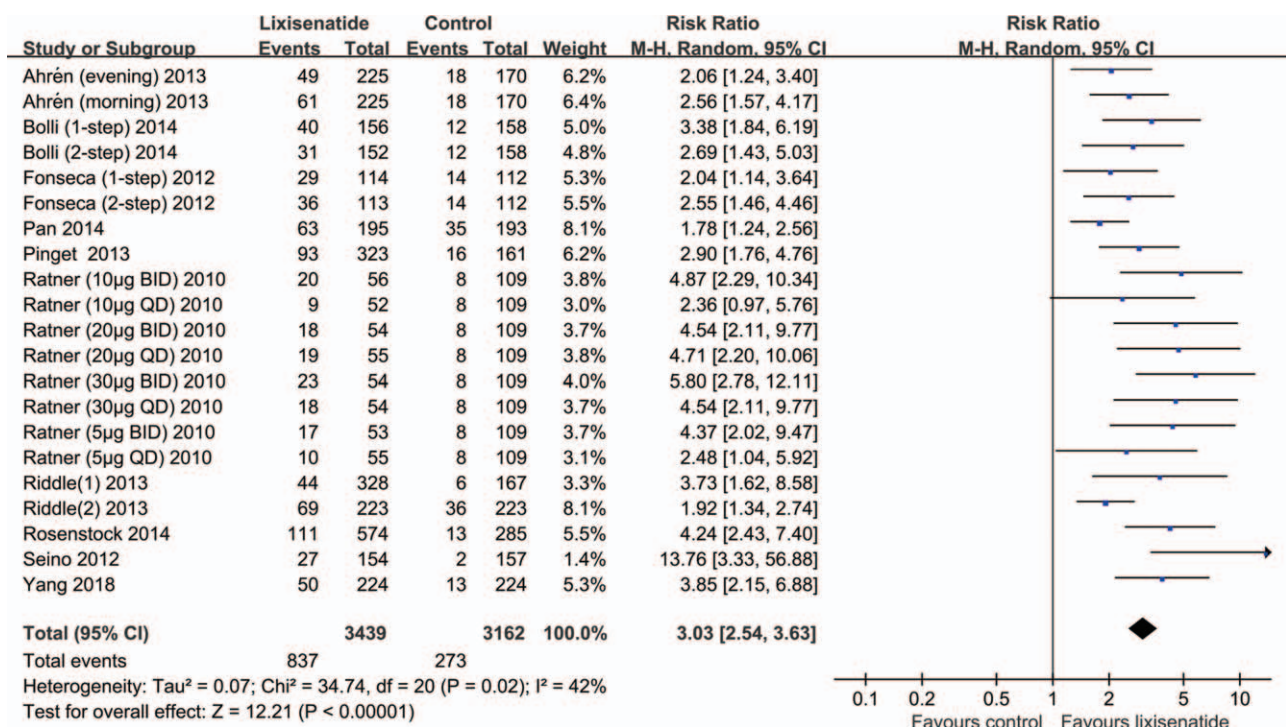 Lixisenatide Control Risk Ratio Risk Ratio
Study or Subgroup Events Total Events Total Weight M-H, Random, 95% CI M-H, Random, 95% CI
Ahrén (evening) 2013 49 225 18 170 6.2% 2.06 [1.24, 3.40]
Ahrén (morning) 2013 61 225 18 170 6.4% 2.56 [1.57, 4.17]
Bolli (1-step) 2014 40 156 12 158 5.0% 3.38 [1.84, 6.19]
Bolli (2-step) 2014 31 152 12 158 4.8% 2.69 [1.43, 5.03]
Fonseca (1-step) 2012 29 114 14 112 5.3% 2.04 [1.14, 3.64]
Fonseca (2-step) 2012 36 113 14 112 5.5% 2.55 [1.46, 4.46]
Pan 2014 63 195 35 193 8.1% 1.78 [1.24, 2.56]
Pinget 2013 93 323 16 161 6.2% 2.90 [1.76, 4.76]
Ratner (10µg BID) 2010 20 56 8 109 3.8% 4.87 [2.29, 10.34]
Ratner (10µg QD) 2010 9 52 8 109 3.0% 2.36 [0.97, 5.76]
Ratner (20µg BID) 2010 18 54 8 109 3.7% 4.54 [2.11, 9.77]
Ratner (20µg QD) 2010 19 55 8 109 3.8% 4.71 [2.20, 10.06]
Ratner (30µg BID) 2010 23 54 8 109 4.0% 5.80 [2.78, 12.11]
Ratner (30µg QD) 2010 18 54 8 109 3.7% 4.54 [2.11, 9.77]
Ratner (5µg BID) 2010 17 53 8 109 3.7% 4.37 [2.02, 9.47]
Ratner (5µg QD) 2010 10 55 8 109 3.1% 2.48 [1.04, 5.92]
Riddle(1) 2013 44 328 6 167 3.3% 3.73 [1.62, 8.58]
Riddle(2) 2013 69 223 36 223 8.1% 1.92 [1.34, 2.74]
Rosenstock 2014 111 574 13 285 5.5% 4.24 [2.43, 7.40]
Seino 2012 27 154 2 157 1.4% 13.76 [3.33, 56.88]
Yang 2018 50 224 13 224 5.3% 3.85 [2.15, 6.88]
Total (95% CI) 3439 3162 100.0% 3.03 [2.54, 3.63]
Total events 837 273
Heterogeneity: Tau² = 0.07; Chi² = 34.74, df = 20 (P = 0.02); I² = 42%
Test for overall effect: Z = 12.21 (P < 0.00001)
0.1 0.2 0.5 1 2 5 10
Favours control Favours lixisenatide